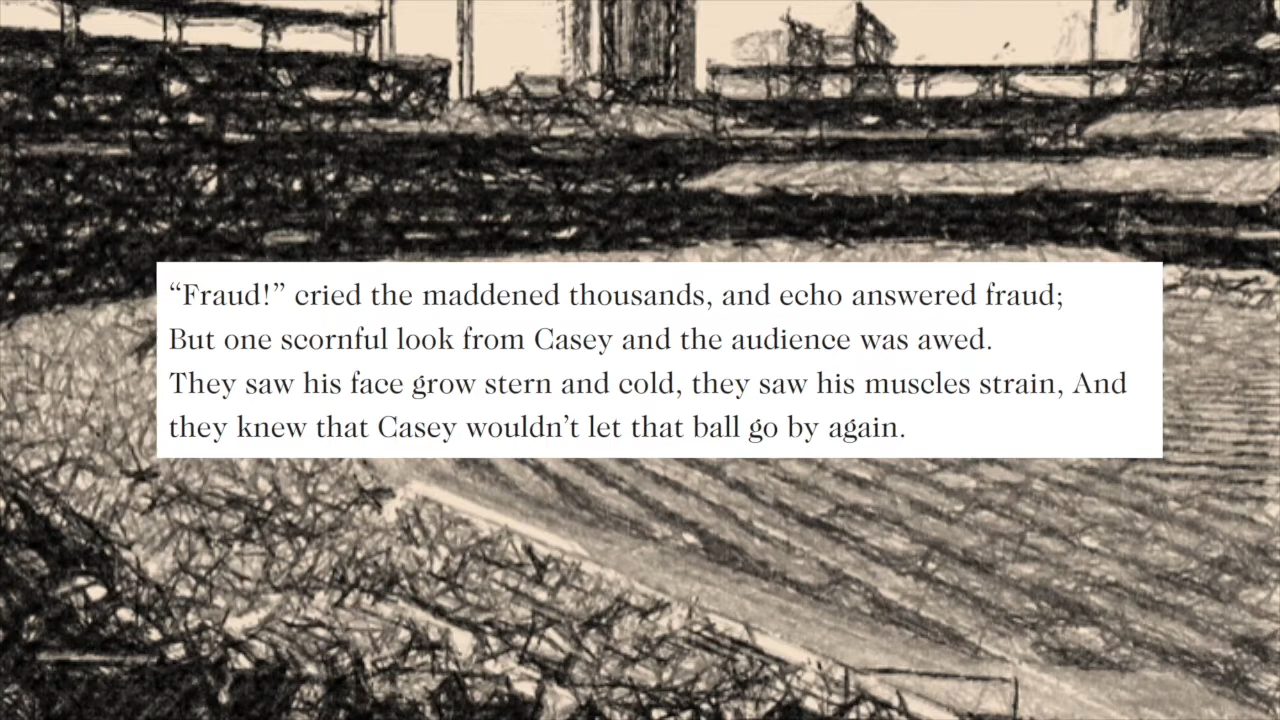 “Fraud!” cried the maddened thousands, and echo answered fraud;
But one scornful look from Casey and the audience was awed.
They saw his face grow stern and cold, they saw his muscles strain, And
they knew that Casey wouldn’t let that ball go by again.